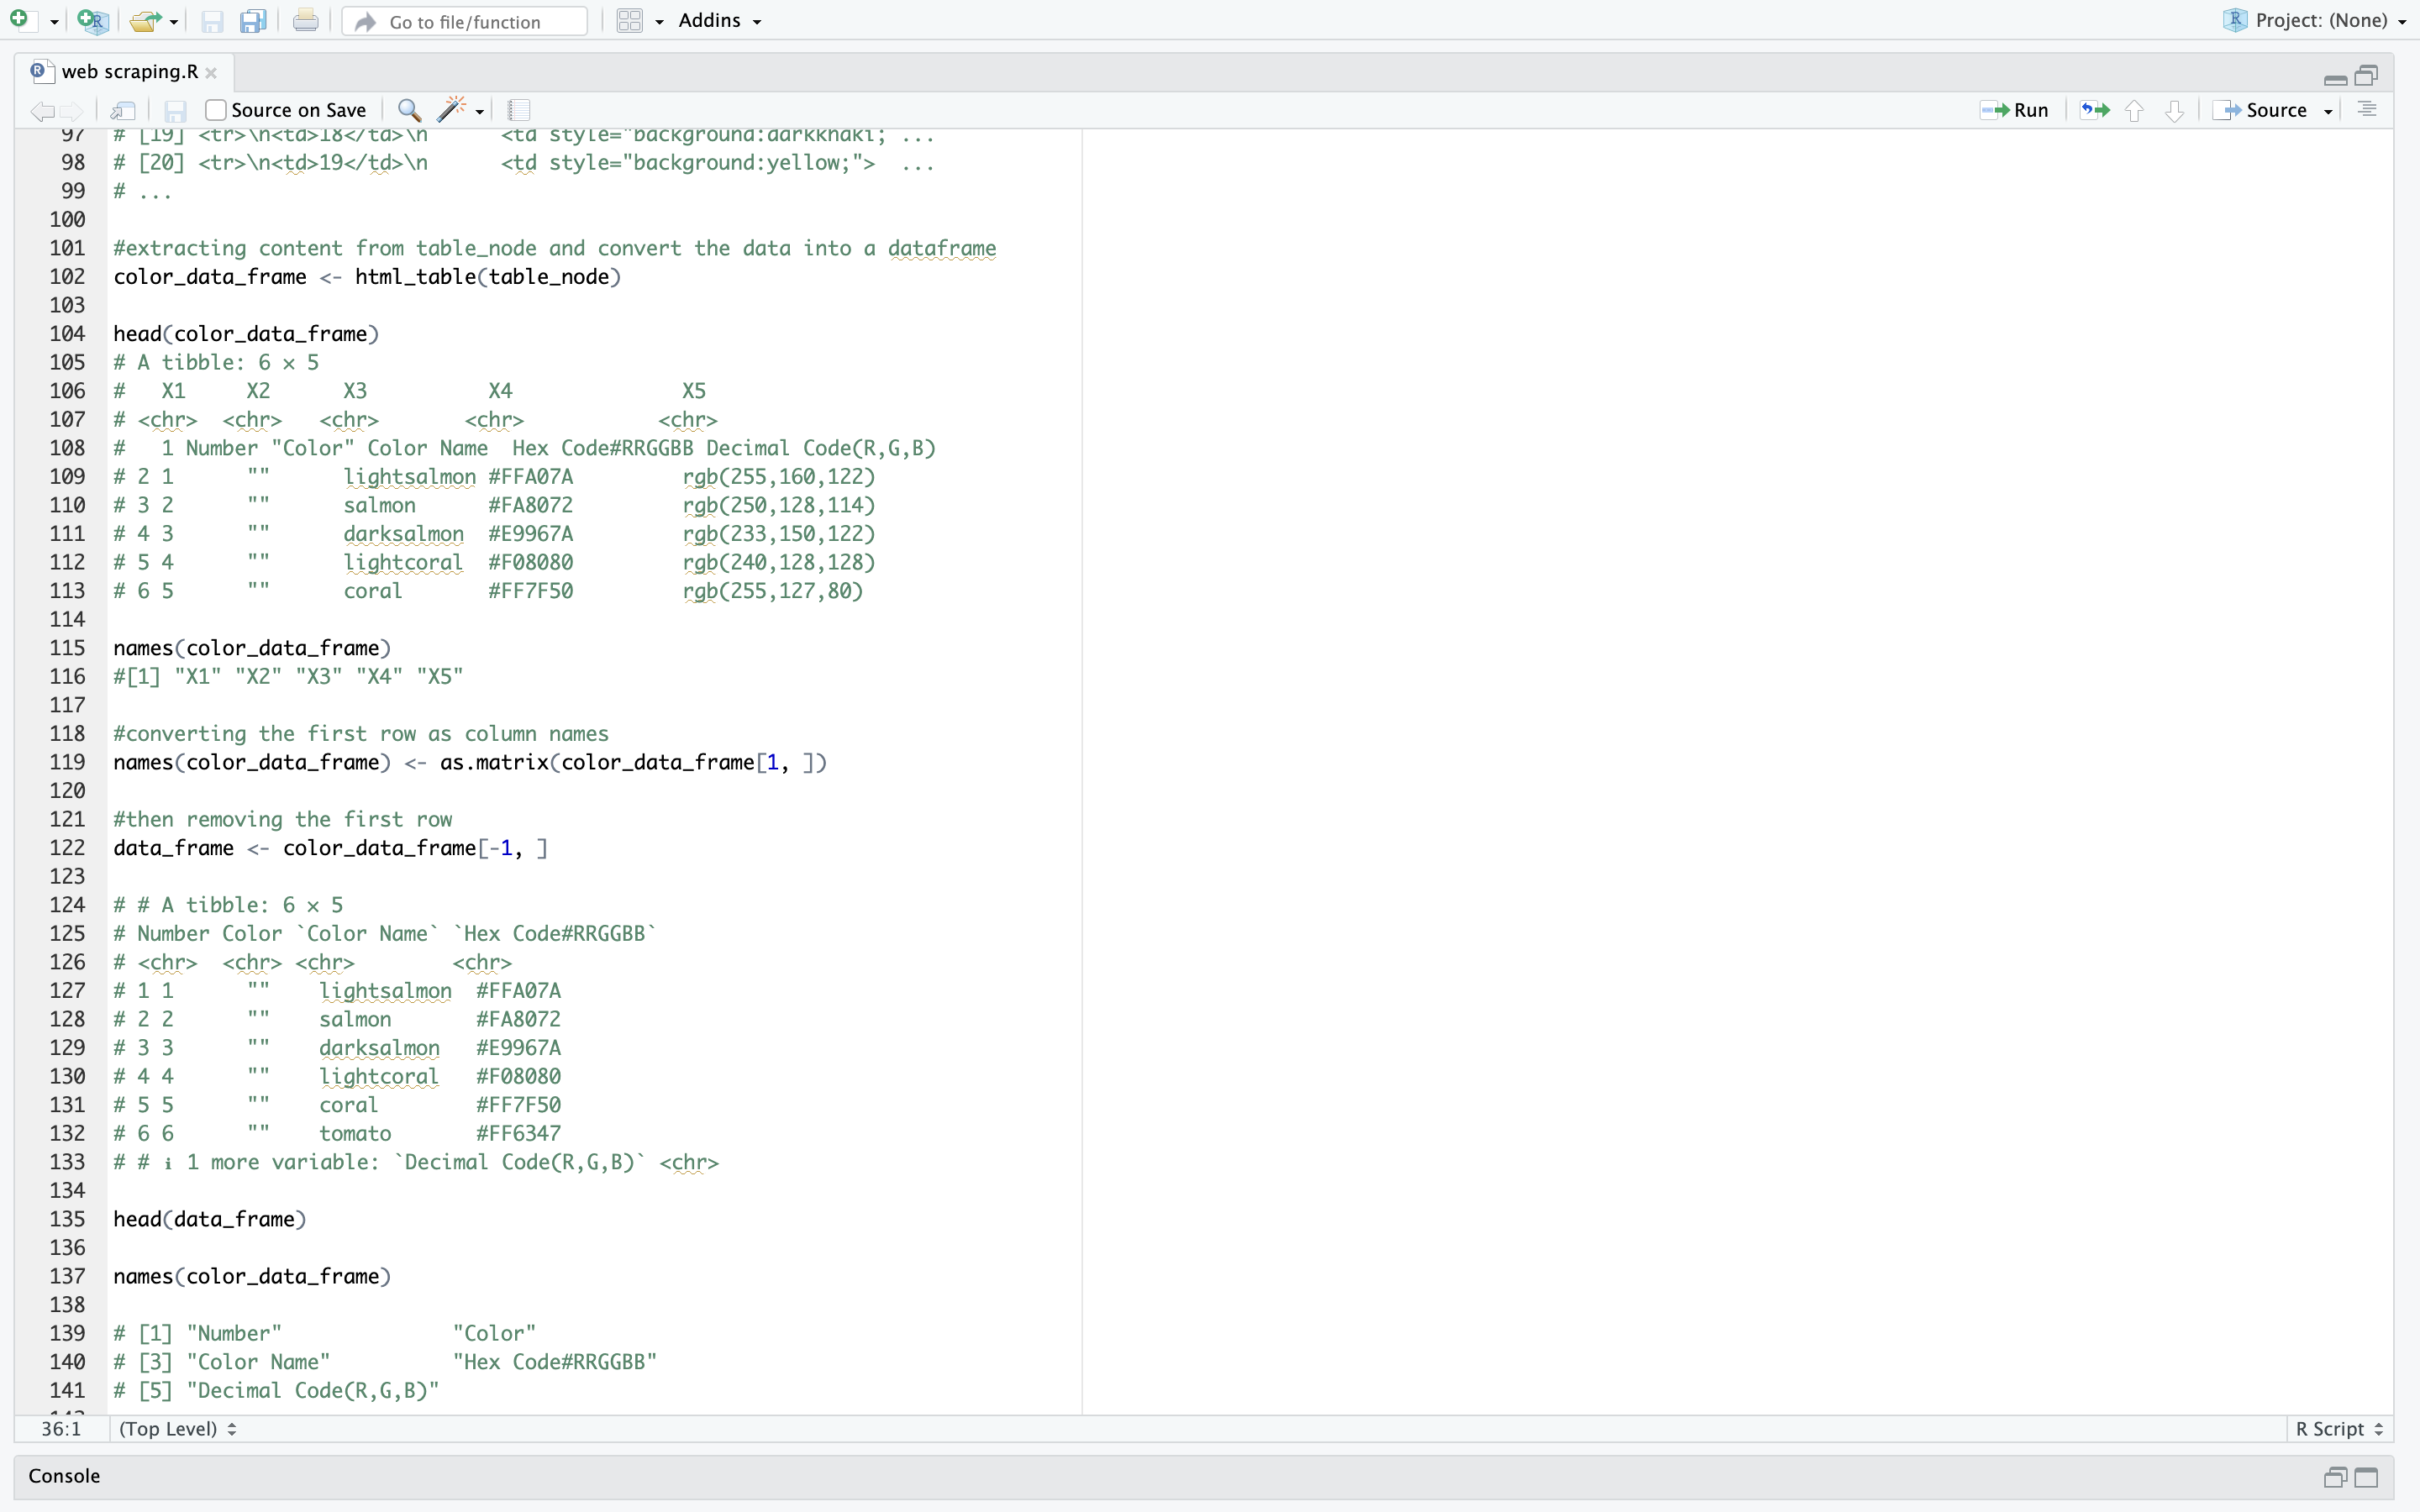 Go to file/function
Addins
Project: (None)
web scraping.R
Source on Save
Run
Source
97 # [19] <tr>\n<td>18</td>\n      <td style="background:darkkhaki; ...
98 # [20] <tr>\n<td>19</td>\n      <td style="background:yellow;">  ...
99 # ...
100
101 #extracting content from table_node and convert the data into a dataframe
102 color_data_frame <- html_table(table_node)
103
104 head(color_data_frame)
105 # A tibble: 6 × 5
106 #   X1     X2      X3          X4              X5
107 # <chr>  <chr>   <chr>       <chr>           <chr>
108 #   1 Number "Color" Color Name  Hex Code#RRGGBB Decimal Code(R,G,B)
109 # 2 1      ""      lightsalmon #FFA07A         rgb(255,160,122)
110 # 3 2      ""      salmon      #FA8072         rgb(250,128,114)
111 # 4 3      ""      darksalmon  #E9967A         rgb(233,150,122)
112 # 5 4      ""      lightcoral  #F08080         rgb(240,128,128)
113 # 6 5      ""      coral       #FF7F50         rgb(255,127,80)
114
115 names(color_data_frame)
116 #[1] "X1" "X2" "X3" "X4" "X5"
117
118 #converting the first row as column names
119 names(color_data_frame) <- as.matrix(color_data_frame[1, ])
120
121 #then removing the first row
122 data_frame <- color_data_frame[-1, ]
123
124 # # A tibble: 6 × 5
125 # Number Color `Color Name` `Hex Code#RRGGBB`
126 # <chr>  <chr> <chr>        <chr>
127 # 1 1      ""    lightsalmon  #FFA07A
128 # 2 2      ""    salmon       #FA8072
129 # 3 3      ""    darksalmon   #E9967A
130 # 4 4      ""    lightcoral   #F08080
131 # 5 5      ""    coral        #FF7F50
132 # 6 6      ""    tomato       #FF6347
133 # # ℹ 1 more variable: `Decimal Code(R,G,B)` <chr>
134
135 head(data_frame)
136
137 names(color_data_frame)
138
139 # [1] "Number"              "Color"
140 # [3] "Color Name"          "Hex Code#RRGGBB"
141 # [5] "Decimal Code(R,G,B)"
36:1 (Top Level) R Script
Console